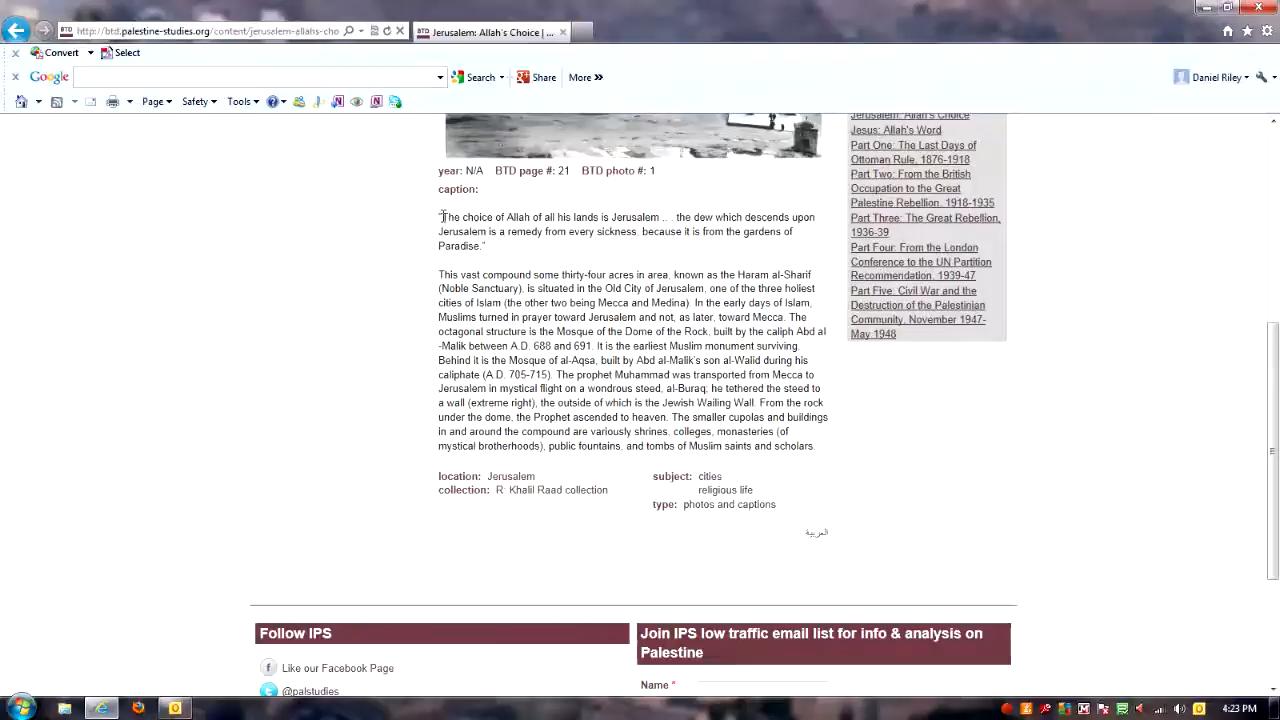 http://btd.palestine-studies.org/content/jerusalem-allahs-cho
BTD Jerusalem: Allah's Choice | ...
x Convert Select
x Google Search Share More »
Daniel Riley
Page Safety Tools
year: N/A BTD page #: 21 BTD photo #: 1
caption:
"The choice of Allah of all his lands is Jerusalem .. . the dew which descends upon
Jerusalem is a remedy from every sickness, because it is from the gardens of
Paradise."
This vast compound some thirty-four acres in area, known as the Haram al-Sharif
(Noble Sanctuary), is situated in the Old City of Jerusalem, one of the three holiest
cities of Islam (the other two being Mecca and Medina). In the early days of Islam,
Muslims turned in prayer toward Jerusalem and not, as later, toward Mecca. The
octagonal structure is the Mosque of the Dome of the Rock, built by the caliph Abd al
-Malik between A.D. 688 and 691. It is the earliest Muslim monument surviving.
Behind it is the Mosque of al-Aqsa, built by Abd al-Malik's son al-Walid during his
caliphate (A.D. 705-715). The prophet Muhammad was transported from Mecca to
Jerusalem in mystical flight on a wondrous steed, al-Buraq; he tethered the steed to
a wall (extreme right), the outside of which is the Jewish Wailing Wall. From the rock
under the dome, the Prophet ascended to heaven. The smaller cupolas and buildings
in and around the compound are variously shrines, colleges, monasteries (of
mystical brotherhoods), public fountains, and tombs of Muslim saints and scholars.
location: Jerusalem
collection: R: Khalil Raad collection
subject: cities
religious life
type: photos and captions
العربية
Jerusalem: Allah's Choice
Jesus: Allah's Word
Part One: The Last Days of
Ottoman Rule, 1876-1918
Part Two: From the British
Occupation to the Great
Palestine Rebellion. 1918-1935
Part Three: The Great Rebellion,
1936-39
Part Four: From the London
Conference to the UN Partition
Recommendation, 1939-47
Part Five: Civil War and the
Destruction of the Palestinian
Community, November 1947-
May 1948
Follow IPS
Like our Facebook Page
@palstudies
Join IPS low traffic email list for info & analysis on
Palestine
Name *
4:23 PM